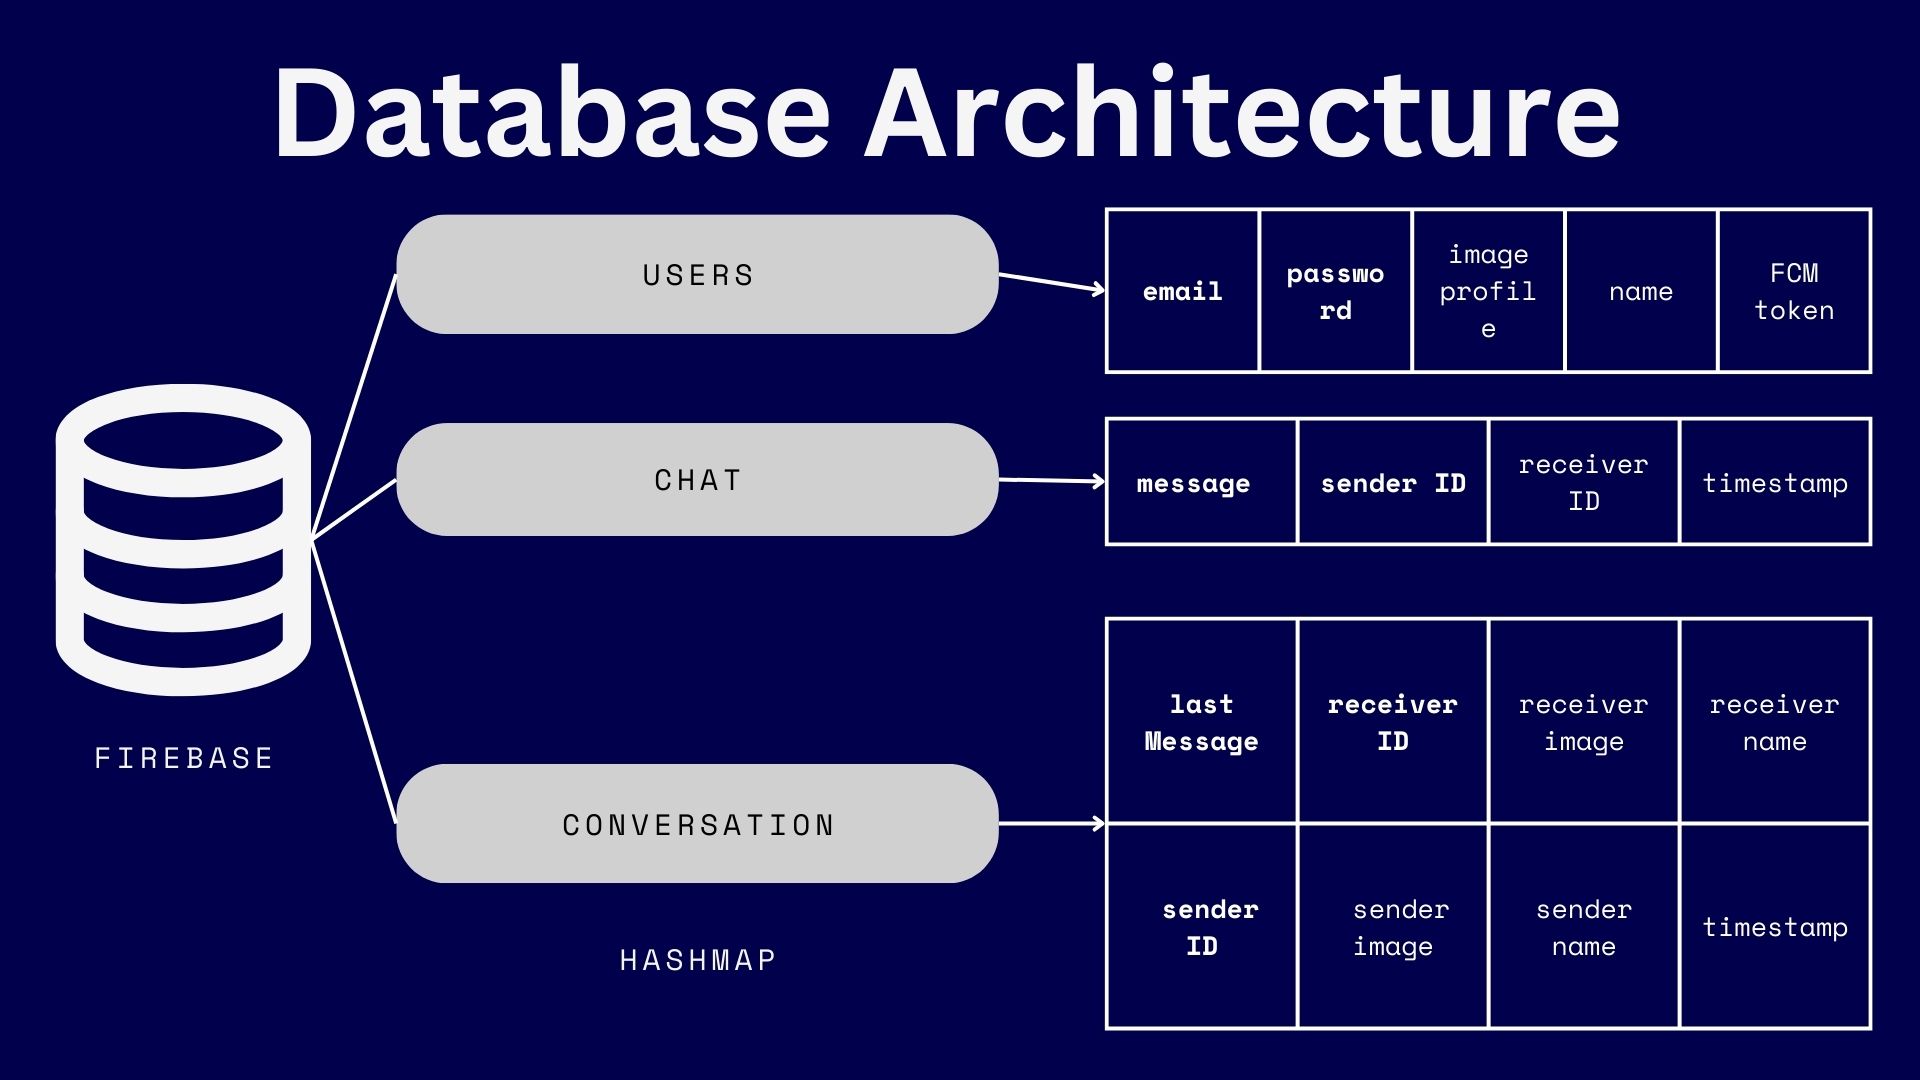 Database Architecture
USERS
email
passwo
rd
image
profil
e
name
FCM
token
CHAT
message
sender ID
receiver
ID
timestamp
FIREBASE
CONVERSATION
HASHMAP
last
Message
receiver
ID
receiver
image
receiver
name
sender
ID
sender
image
sender
name
timestamp